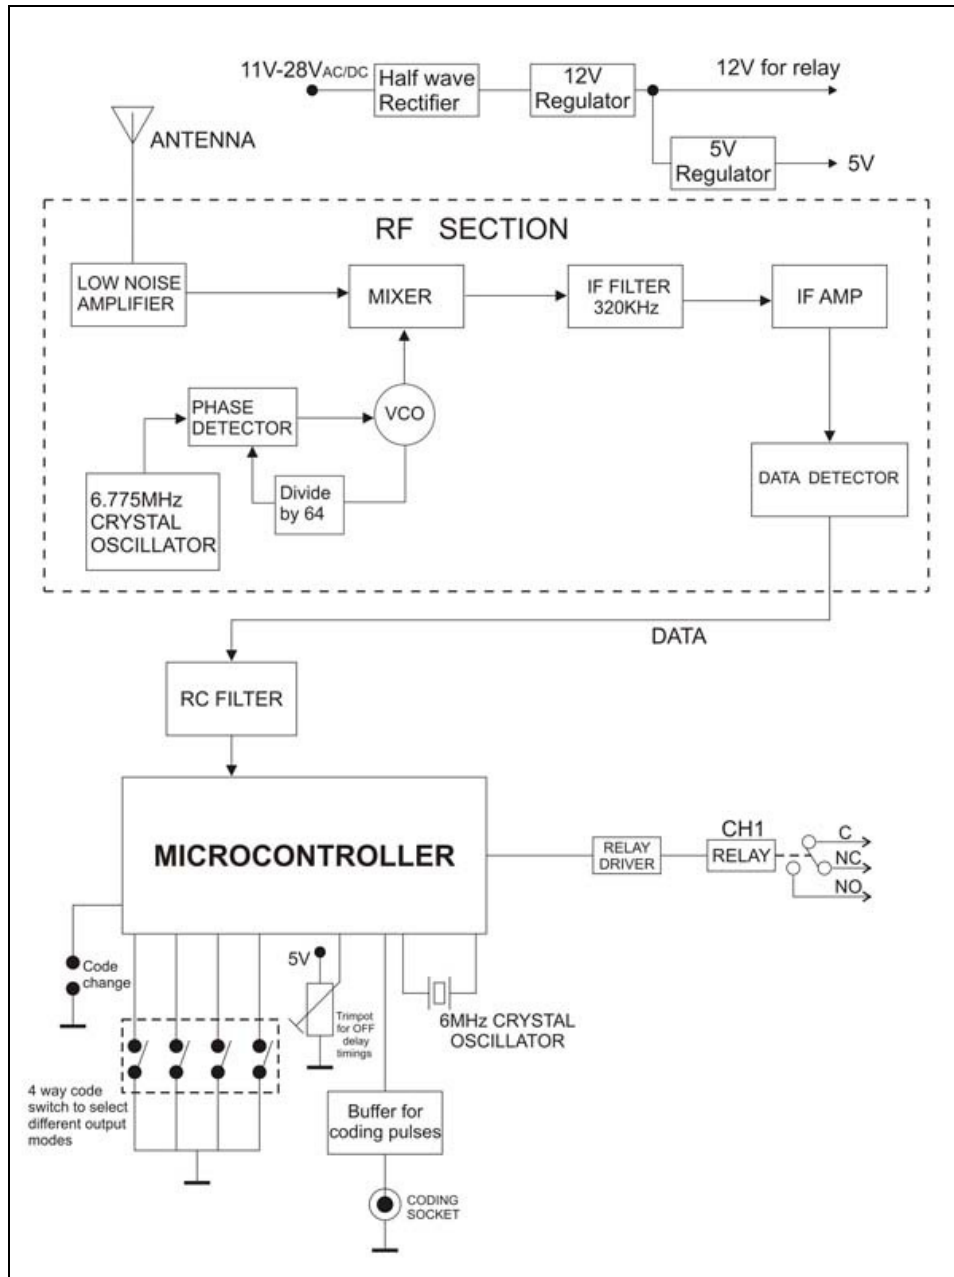 11V-28VAC/DC
Half wave
Rectifier
12V
Regulator
12V for relay
5V
Regulator
5V
ANTENNA
RF SECTION
LOW NOISE
AMPLIFIER
MIXER
IF FILTER
320KHz
IF AMP
PHASE
DETECTOR
VCO
6.775MHz
CRYSTAL
OSCILLATOR
Divide
by 64
DATA DETECTOR
DATA
RC FILTER
MICROCONTROLLER
RELAY
DRIVER
CH1
RELAY
C
NC
NO
Code
change
5V
Trimpot
for OFF
delay
timings
6MHz CRYSTAL
OSCILLATOR
4 way code
switch to select
different output
modes
Buffer for
coding pulses
CODING
SOCKET